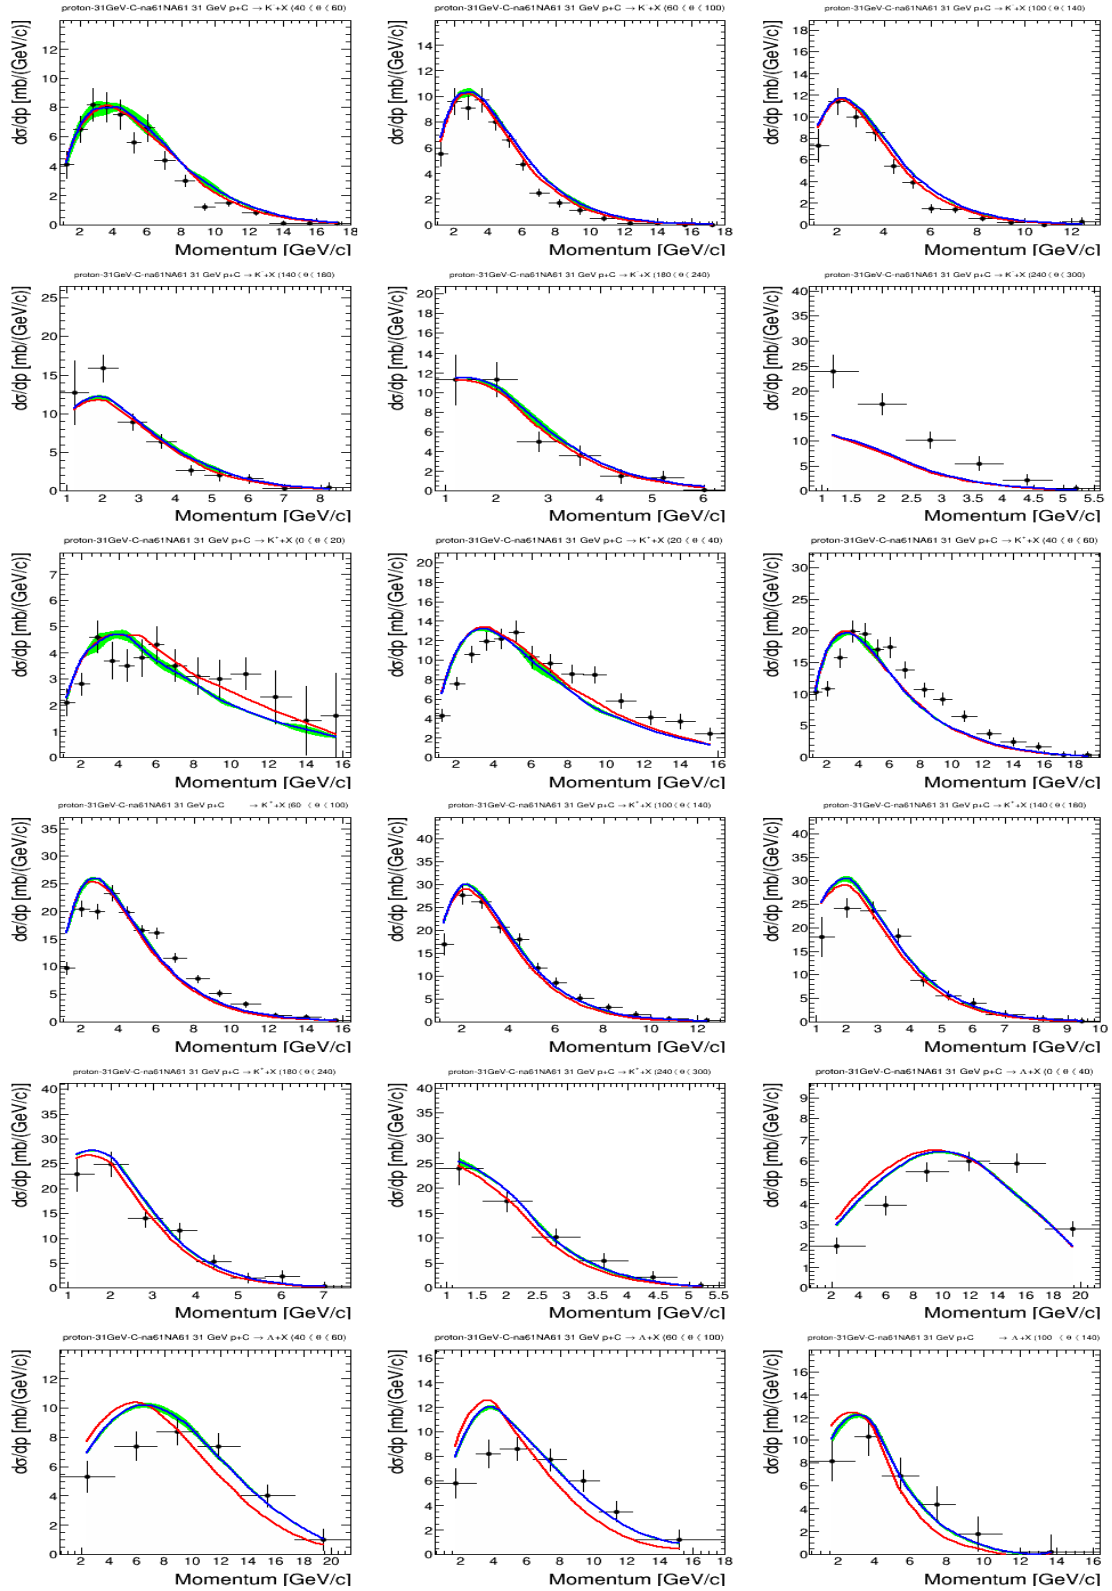 proton-31GeV-C-na61NA61 31 GeV p+C → K⁻+X (40 ⟨ θ ⟨ 60)
proton-31GeV-C-na61NA61 31 GeV p+C → K⁻+X (60 ⟨ θ ⟨ 100)
proton-31GeV-C-na61NA61 31 GeV p+C → K⁻+X (100 ⟨ θ ⟨ 140)
dσ/dp [mb/(GeV/c)]
dσ/dp [mb/(GeV/c)]
dσ/dp [mb/(GeV/c)]
Momentum [GeV/c]
Momentum [GeV/c]
Momentum [GeV/c]
proton-31GeV-C-na61NA61 31 GeV p+C → K⁻+X (140 ⟨ θ ⟨ 180)
proton-31GeV-C-na61NA61 31 GeV p+C → K⁻+X (180 ⟨ θ ⟨ 240)
proton-31GeV-C-na61NA61 31 GeV p+C → K⁻+X (240 ⟨ θ ⟨ 300)
dσ/dp [mb/(GeV/c)]
dσ/dp [mb/(GeV/c)]
dσ/dp [mb/(GeV/c)]
Momentum [GeV/c]
Momentum [GeV/c]
Momentum [GeV/c]
proton-31GeV-C-na61NA61 31 GeV p+C → K⁺+X (0 ⟨ θ ⟨ 20)
proton-31GeV-C-na61NA61 31 GeV p+C → K⁺+X (20 ⟨ θ ⟨ 40)
proton-31GeV-C-na61NA61 31 GeV p+C → K⁺+X (40 ⟨ θ ⟨ 60)
dσ/dp [mb/(GeV/c)]
dσ/dp [mb/(GeV/c)]
dσ/dp [mb/(GeV/c)]
Momentum [GeV/c]
Momentum [GeV/c]
Momentum [GeV/c]
proton-31GeV-C-na61NA61 31 GeV p+C → K⁺+X (60 ⟨ θ ⟨ 100)
proton-31GeV-C-na61NA61 31 GeV p+C → K⁺+X (100 ⟨ θ ⟨ 140)
proton-31GeV-C-na61NA61 31 GeV p+C → K⁺+X (140 ⟨ θ ⟨ 180)
dσ/dp [mb/(GeV/c)]
dσ/dp [mb/(GeV/c)]
dσ/dp [mb/(GeV/c)]
Momentum [GeV/c]
Momentum [GeV/c]
Momentum [GeV/c]
proton-31GeV-C-na61NA61 31 GeV p+C → K⁺+X (180 ⟨ θ ⟨ 240)
proton-31GeV-C-na61NA61 31 GeV p+C → K⁺+X (240 ⟨ θ ⟨ 300)
proton-31GeV-C-na61NA61 31 GeV p+C → Λ+X (0 ⟨ θ ⟨ 40)
dσ/dp [mb/(GeV/c)]
dσ/dp [mb/(GeV/c)]
dσ/dp [mb/(GeV/c)]
Momentum [GeV/c]
Momentum [GeV/c]
Momentum [GeV/c]
proton-31GeV-C-na61NA61 31 GeV p+C → Λ+X (40 ⟨ θ ⟨ 60)
proton-31GeV-C-na61NA61 31 GeV p+C → Λ+X (60 ⟨ θ ⟨ 100)
proton-31GeV-C-na61NA61 31 GeV p+C → Λ+X (100 ⟨ θ ⟨ 140)
dσ/dp [mb/(GeV/c)]
dσ/dp [mb/(GeV/c)]
dσ/dp [mb/(GeV/c)]
Momentum [GeV/c]
Momentum [GeV/c]
Momentum [GeV/c]